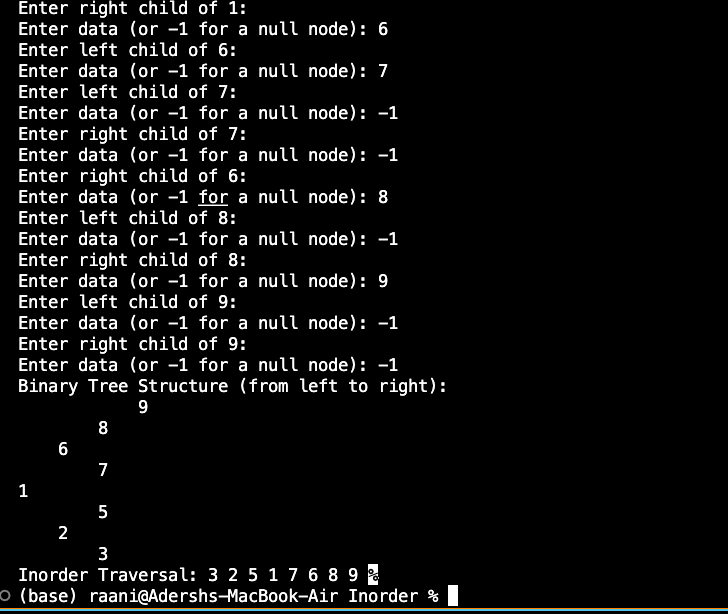 Enter right child of 1:
Enter data (or -1 for a null node): 6
Enter left child of 6:
Enter data (or -1 for a null node): 7
Enter left child of 7:
Enter data (or -1 for a null node): -1
Enter right child of 7:
Enter data (or -1 for a null node): -1
Enter right child of 6:
Enter data (or -1 for a null node): 8
Enter left child of 8:
Enter data (or -1 for a null node): -1
Enter right child of 8:
Enter data (or -1 for a null node): 9
Enter left child of 9:
Enter data (or -1 for a null node): -1
Enter right child of 9:
Enter data (or -1 for a null node): -1
Binary Tree Structure (from left to right):
            9
        8
    6
        7
1
        5
    2
        3
Inorder Traversal: 3 2 5 1 7 6 8 9 %
(base) raani@Adershs-MacBook-Air Inorder %